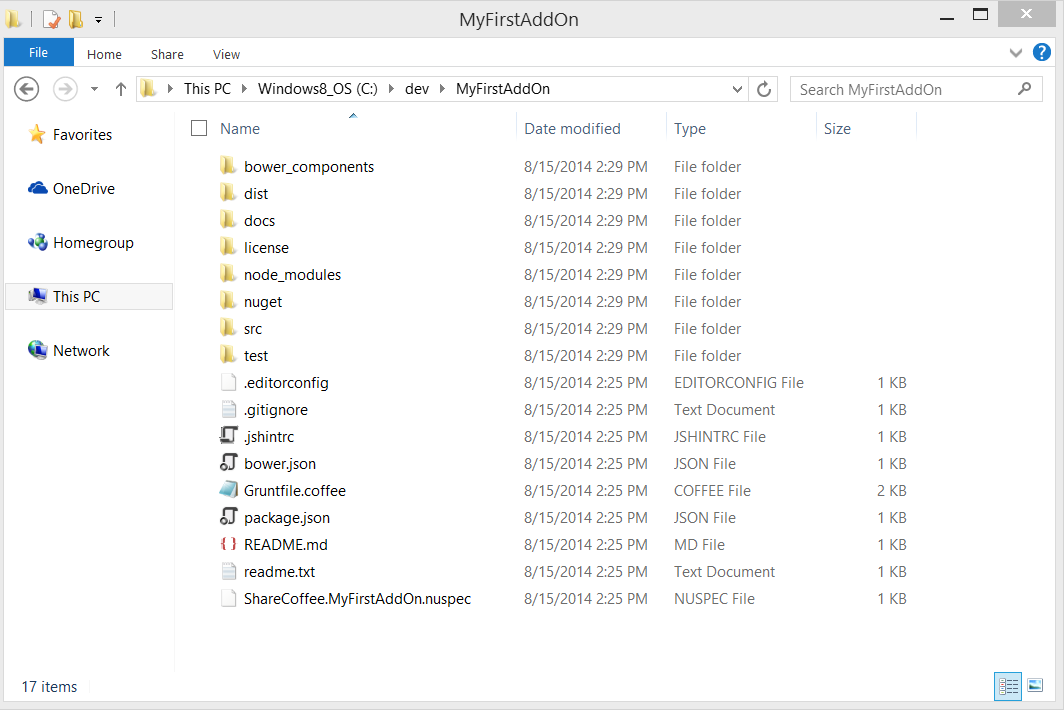 MyFirstAddOn
File Home Share View
This PC Windows8_OS (C:) dev MyFirstAddOn Search MyFirstAddOn
Favorites
OneDrive
Homegroup
This PC
Network
Name Date modified Type Size
bower_components 8/15/2014 2:29 PM File folder
dist 8/15/2014 2:29 PM File folder
docs 8/15/2014 2:29 PM File folder
license 8/15/2014 2:29 PM File folder
node_modules 8/15/2014 2:29 PM File folder
nuget 8/15/2014 2:29 PM File folder
src 8/15/2014 2:29 PM File folder
test 8/15/2014 2:29 PM File folder
.editorconfig 8/15/2014 2:25 PM EDITORCONFIG File 1 KB
.gitignore 8/15/2014 2:25 PM Text Document 1 KB
.jshintrc 8/15/2014 2:25 PM JSHINTRC File 1 KB
bower.json 8/15/2014 2:25 PM JSON File 1 KB
Gruntfile.coffee 8/15/2014 2:25 PM COFFEE File 2 KB
package.json 8/15/2014 2:25 PM JSON File 1 KB
README.md 8/15/2014 2:25 PM MD File 1 KB
readme.txt 8/15/2014 2:25 PM Text Document 1 KB
ShareCoffee.MyFirstAddOn.nuspec 8/15/2014 2:25 PM NUSPEC File 1 KB
17 items